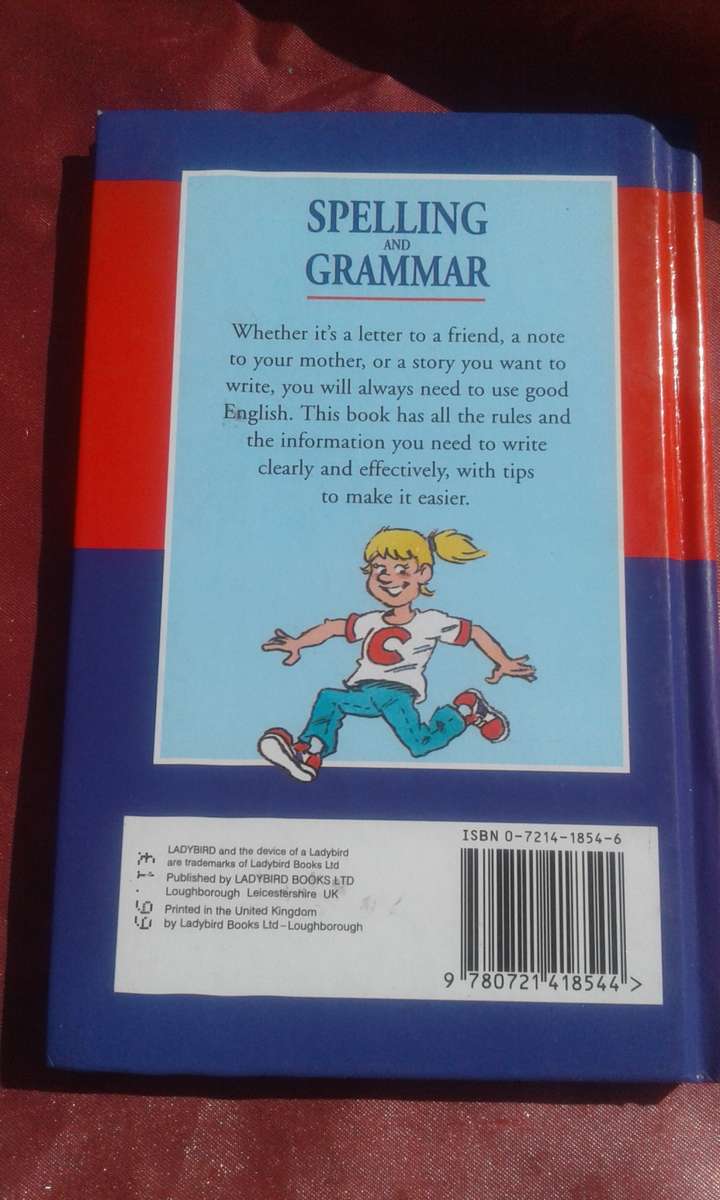 SPELLING
AND
GRAMMAR
Whether it's a letter to a friend, a note
to your mother, or a story you want to
write, you will always need to use good
English. This book has all the rules and
the information you need to write
clearly and effectively, with tips
to make it easier.
C
LADYBIRD and the device of a Ladybird
are trademarks of Ladybird Books Ltd
Published by LADYBIRD BOOKS LTD
Loughborough Leicestershire UK
Printed in the United Kingdom
by Ladybird Books Ltd – Loughborough
ISBN 0-7214-1854-6
9 780721 418544 >